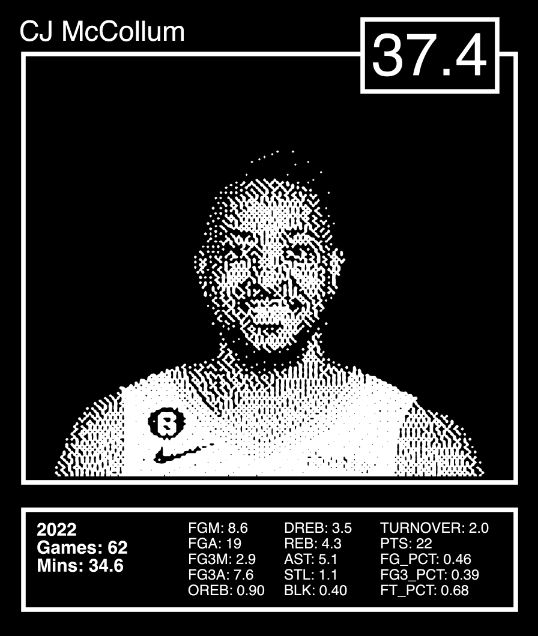 CJ McCollum
37.4
2022
Games: 62
Mins: 34.6
FGM: 8.6
FGA: 19
FG3M: 2.9
FG3A: 7.6
OREB: 0.90
DREB: 3.5
REB: 4.3
AST: 5.1
STL: 1.1
BLK: 0.40
TURNOVER: 2.0
PTS: 22
FG_PCT: 0.46
FG3_PCT: 0.39
FT_PCT: 0.68